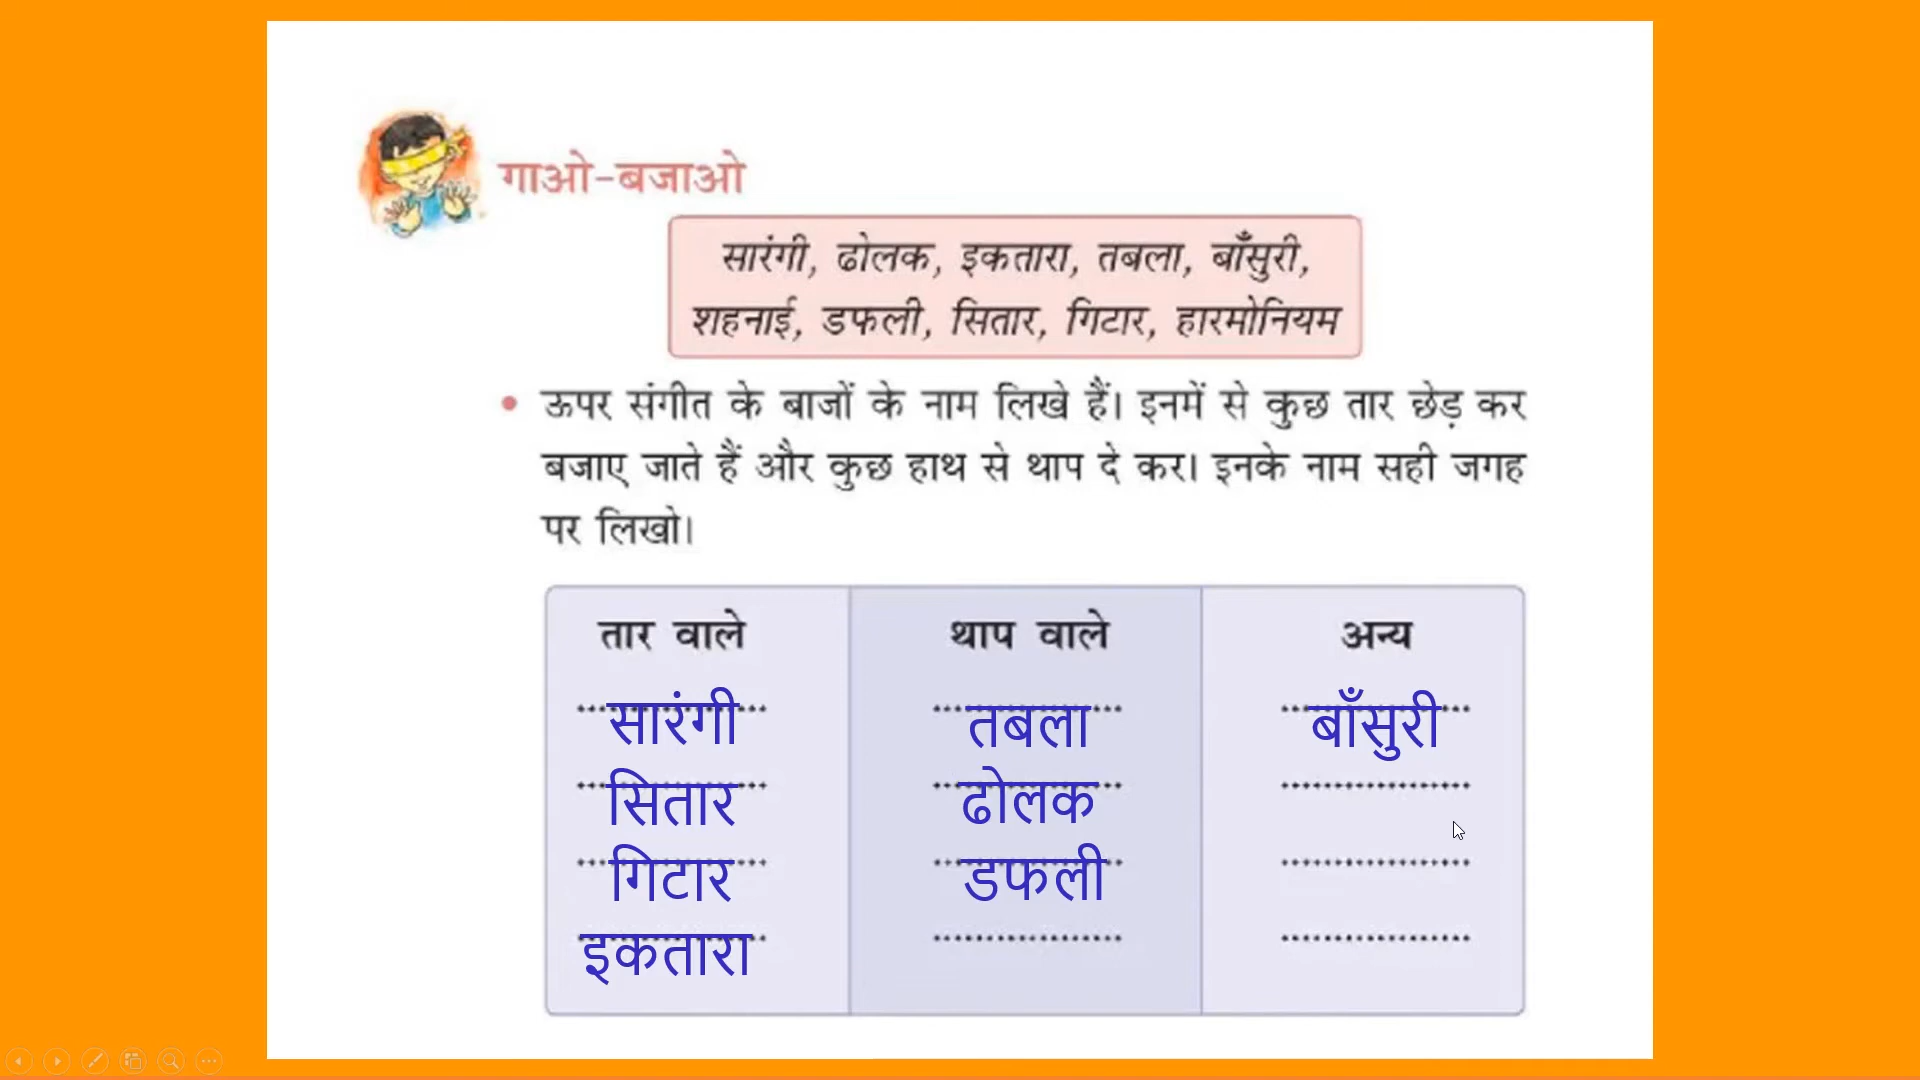 गाओ-बजाओ
सारंगी, ढोलक, इकतारा, तबला, बाँसुरी,
शहनाई, डफली, सितार, गिटार, हारमोनियम
• ऊपर संगीत के बाजों के नाम लिखे हैं। इनमें से कुछ तार छेड़ कर
बजाए जाते हैं और कुछ हाथ से थाप दे कर। इनके नाम सही जगह
पर लिखो।
तार वाले थाप वाले अन्य
सारंगी तबला बाँसुरी
सितार ढोलक
गिटार डफली
इकतारा